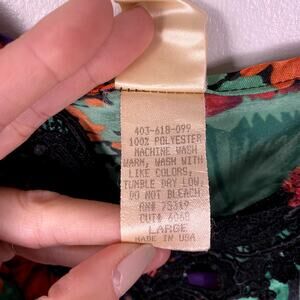 403-618-099
100% POLYESTER
MACHINE WASH
WARM, WASH WITH
LIKE COLORS,
TUMBLE DRY LOW,
DO NOT BLEACH.
RN# 75319
CUT# 6068
LARGE
MADE IN USA